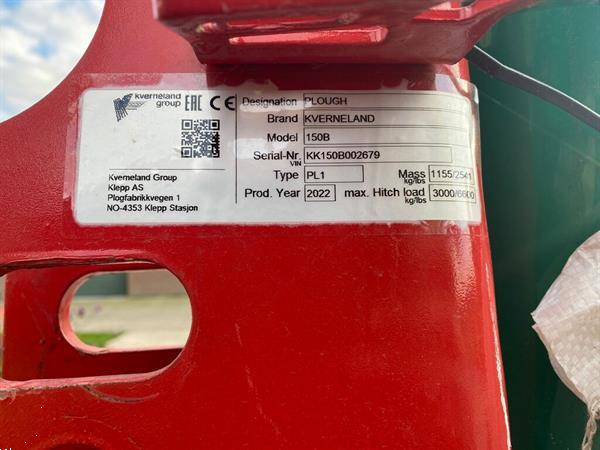 kverneland group EAC CE
Designation PLOUGH
Brand KVERNELAND
Model 150B
Serial-Nr. VIN KK150B002679
Type PL1 Mass kg/lbs 1155/2541
Prod. Year 2022 max. Hitch load kg/lbs 3000/6600
Kverneland Group
Klepp AS
Plogfabrikkvegen 1
NO-4353 Klepp Stasjon